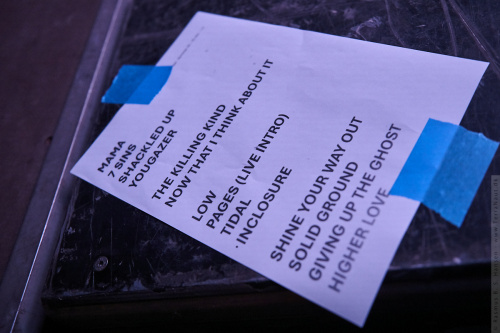 MAMA
7 SINS
SHACKLED UP
YOUGAZER
THE KILLING KIND
NOW THAT I THINK ABOUT IT
LOW
PAGES (LIVE INTRO)
TIDAL
INCLOSURE
SHINE YOUR WAY OUT
SOLID GROUND
GIVING UP THE GHOST
HIGHER LOVE